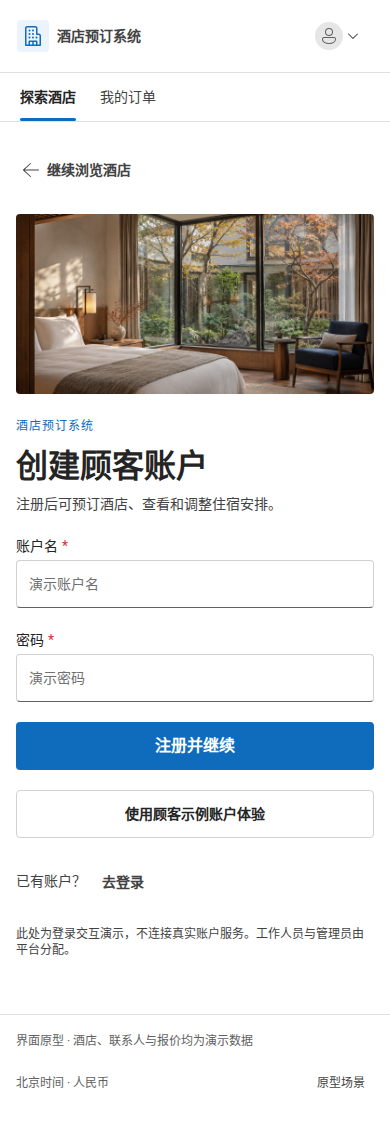 酒店预订系统
探索酒店
我的订单
继续浏览酒店
酒店预订系统
创建顾客账户
注册后可预订酒店、查看和调整住宿安排。
账户名 *
演示账户名
密码 *
演示密码
注册并继续
使用顾客示例账户体验
已有账户？ 去登录
此处为登录交互演示，不连接真实账户服务。工作人员与管理员由
平台分配。
界面原型 · 酒店、联系人与报价均为演示数据
北京时间 · 人民币
原型场景